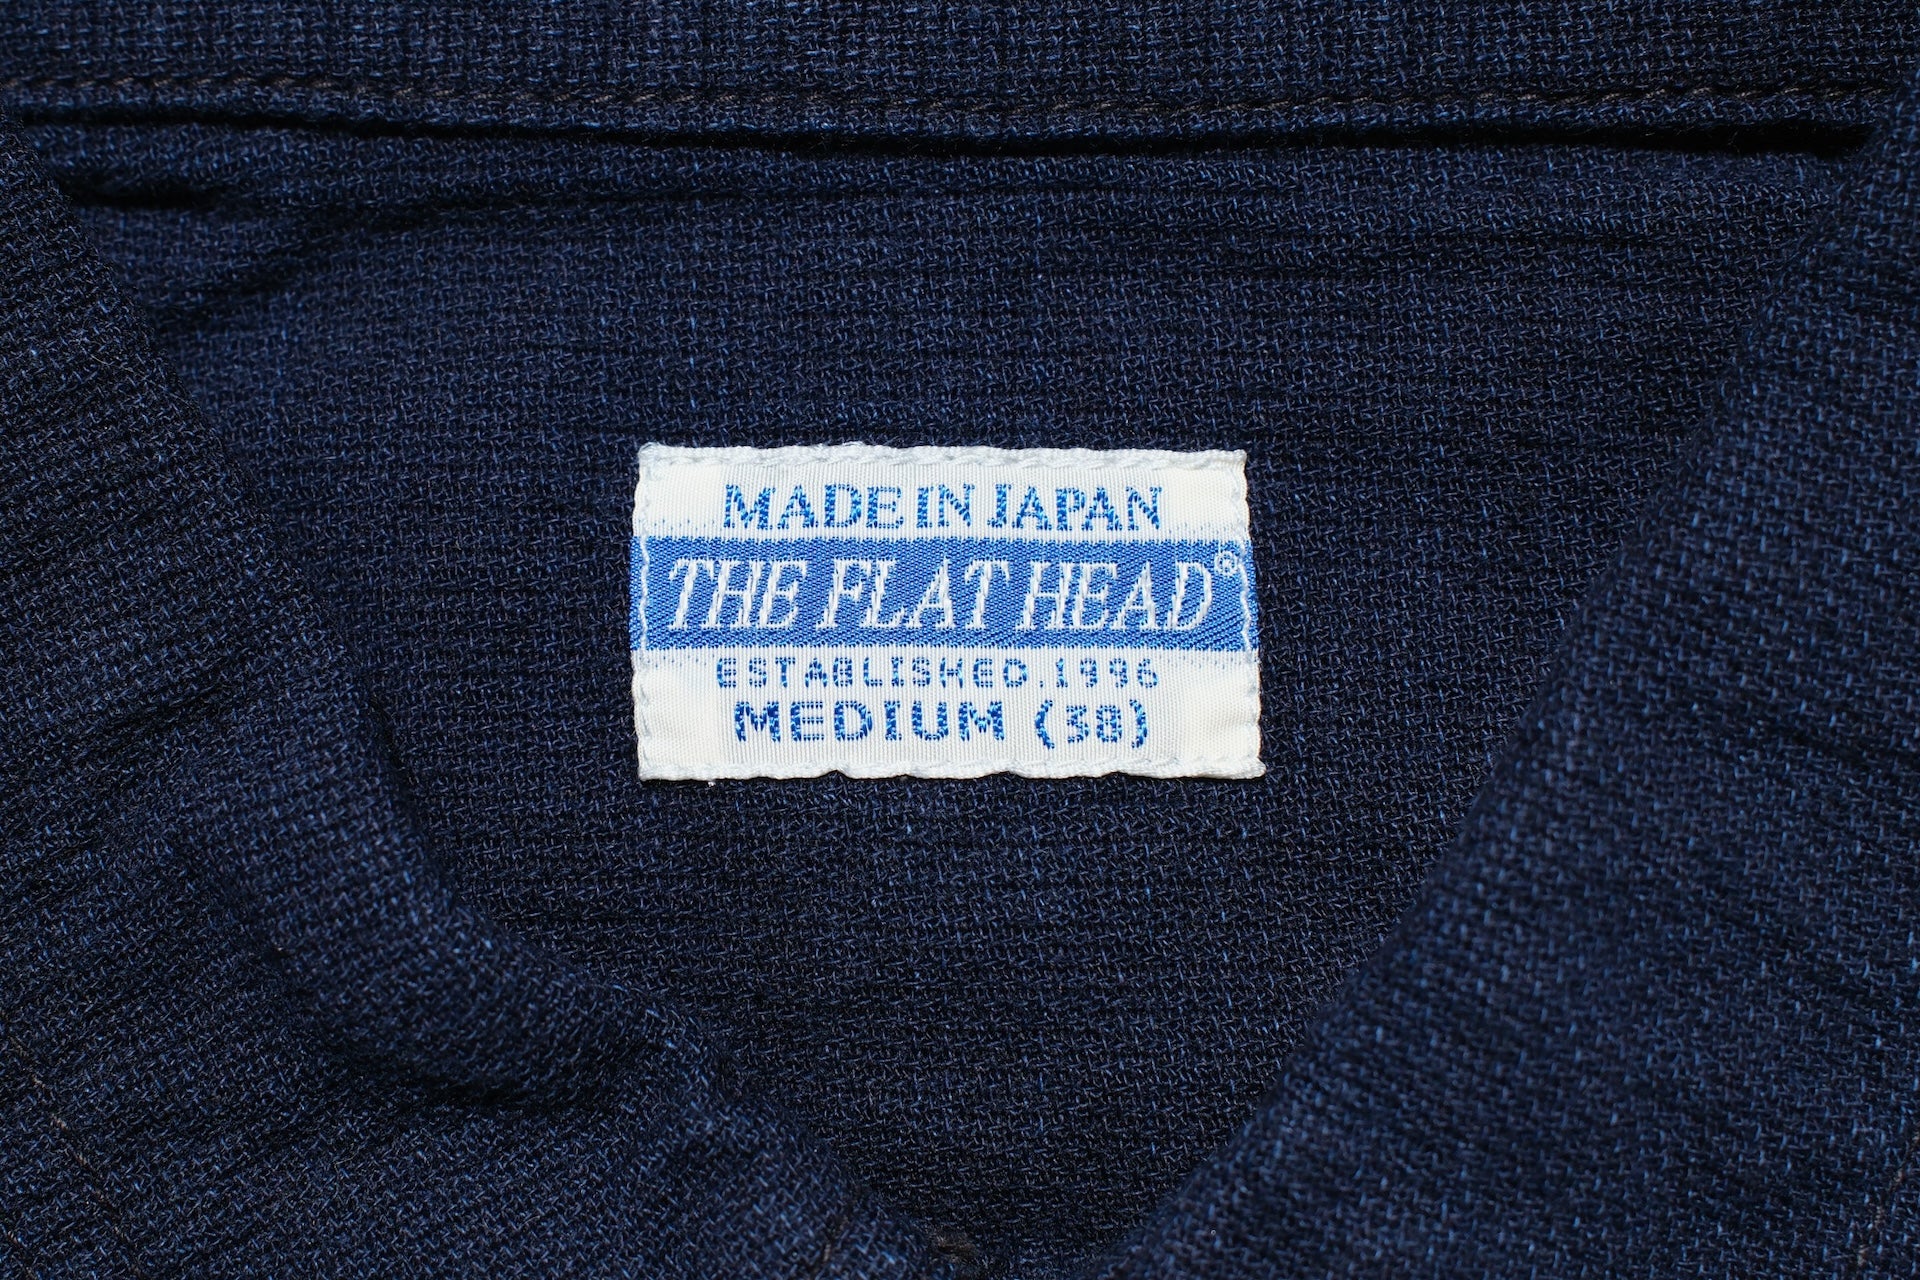 MADE IN JAPAN
THE FLAT HEAD®
ESTABLISHED.1996
MEDIUM (38)